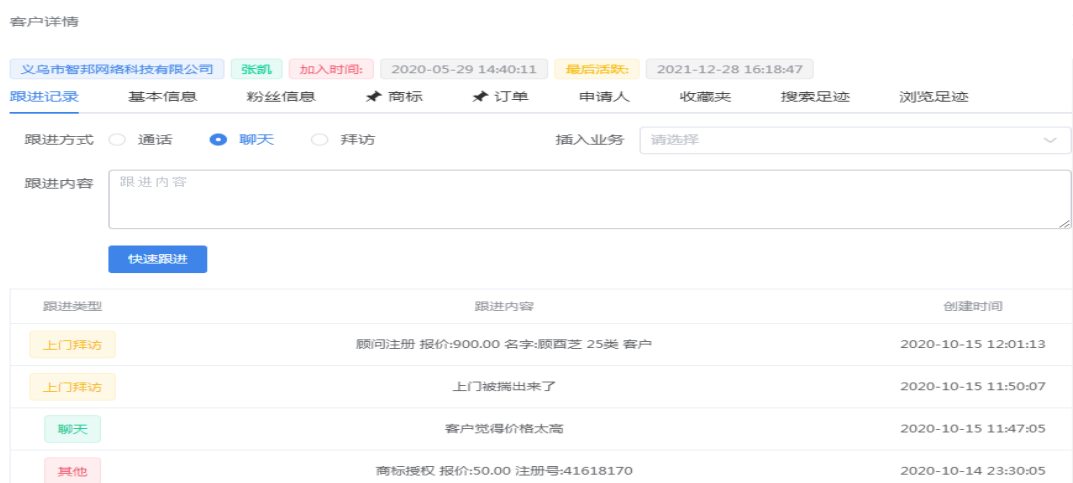 客户详情
义乌市智邦网络科技有限公司 张凯 加入时间: 2020-05-29 14:40:11 最后活跃: 2021-12-28 16:18:47
跟进记录 基本信息 粉丝信息 商标 订单 申请人 收藏夹 搜索足迹 浏览足迹
跟进方式 通话 聊天 拜访 插入业务 请选择
跟进内容 跟进内容
快速跟进
跟进类型 跟进内容 创建时间
上门拜访 顾问注册 报价:900.00 名字:顾酉芝 25类 客户 2020-10-15 12:01:13
上门拜访 上门被揣出来了 2020-10-15 11:50:07
聊天 客户觉得价格太高 2020-10-15 11:47:05
其他 商标授权 报价:50.00 注册号:41618170 2020-10-14 23:30:05